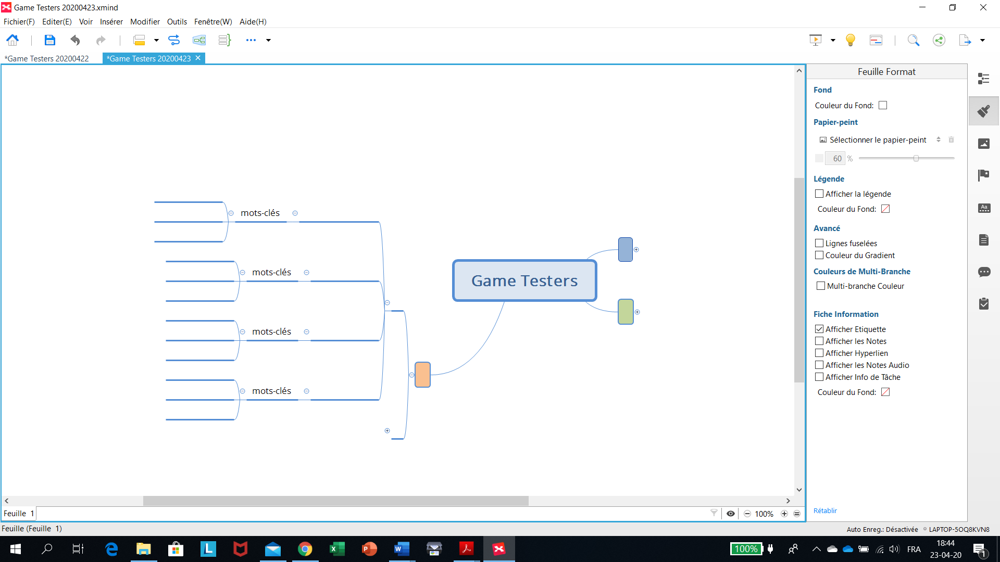 Game Testers 20200423.xmind
Fichier(F) Editer(E) Voir Insérer Modifier Outils Fenêtre(W) Aide(H)
*Game Testers 20200422 *Game Testers 20200423
Feuille Format
Fond
Couleur du Fond:
Papier-peint
Sélectionner le papier-peint
60 %
Légende
Afficher la légende
Couleur du Fond:
Avancé
Lignes fuselées
Couleur du Gradient
Couleurs de Multi-Branche
Multi-branche Couleur
Fiche Information
Afficher Etiquette
Afficher les Notes
Afficher Hyperlien
Afficher les Notes Audio
Afficher Info de Tâche
Couleur du Fond:
Rétablir
Aa
mots-clés
mots-clés
mots-clés
mots-clés
Game Testers
Feuille 1
100%
Feuille (Feuille 1)
Auto Enreg.: Désactivée LAPTOP-5OQ8KVN8
100%
FRA
18:44
23-04-20
1